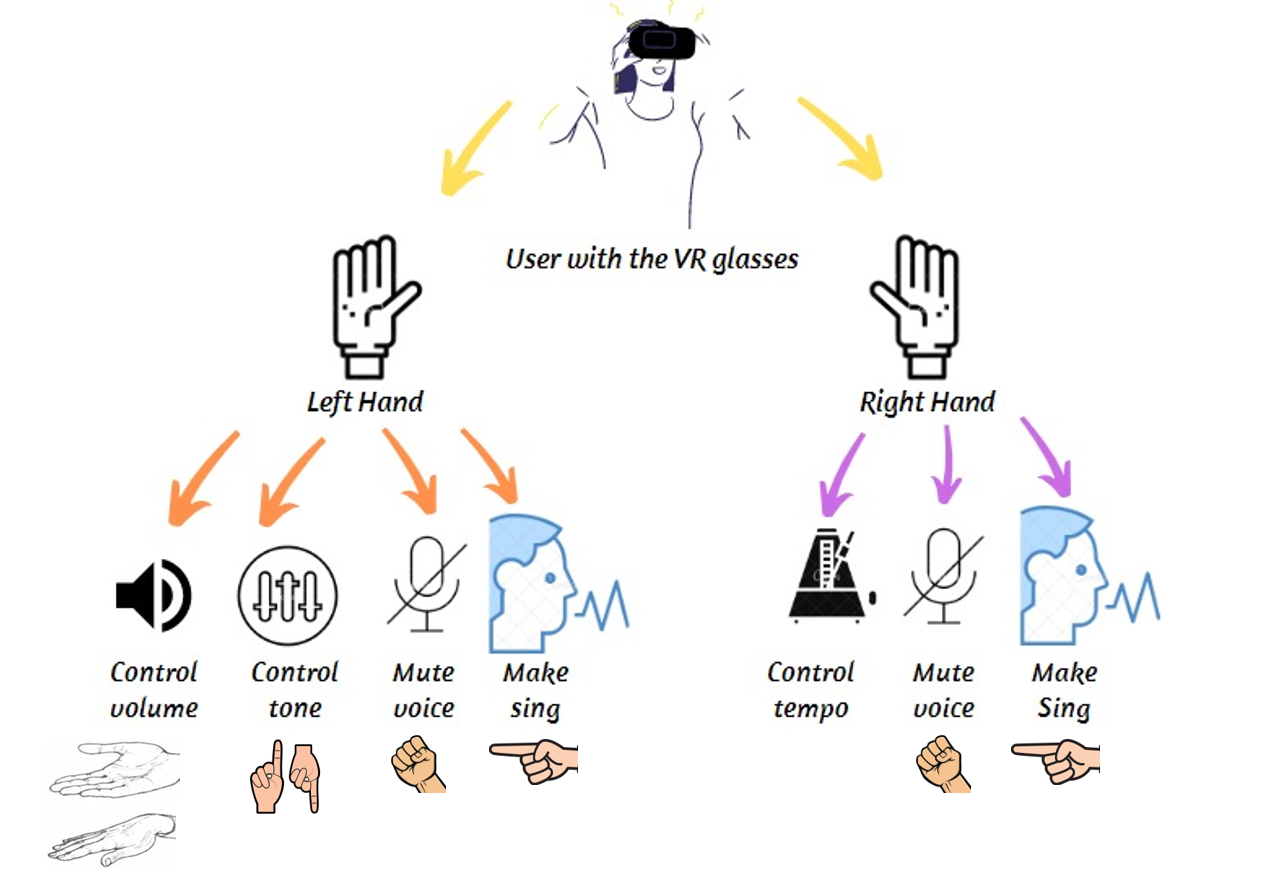 User with the VR glasses
Left Hand
Right Hand
Control
volume
Control
tone
Mute
voice
Make
sing
Control
tempo
Mute
voice
Make
Sing